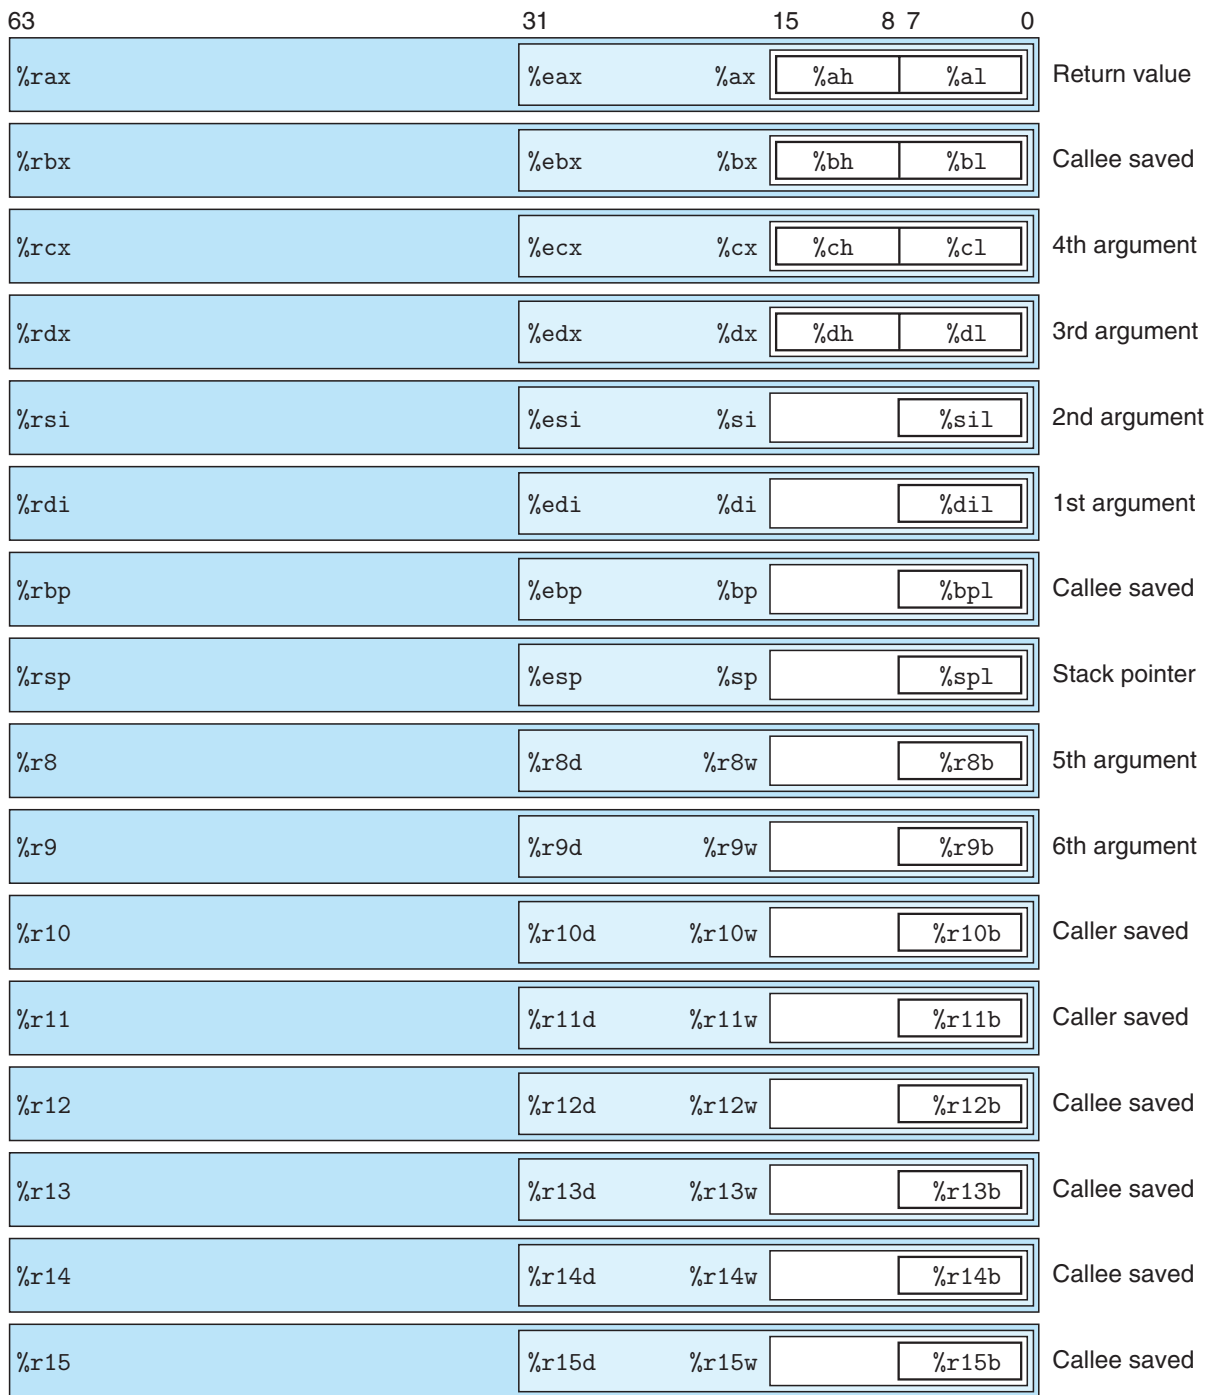 63 31 15 8 7 0
%rax %eax %ax %ah %al Return value
%rbx %ebx %bx %bh %bl Callee saved
%rcx %ecx %cx %ch %cl 4th argument
%rdx %edx %dx %dh %dl 3rd argument
%rsi %esi %si %sil 2nd argument
%rdi %edi %di %dil 1st argument
%rbp %ebp %bp %bpl Callee saved
%rsp %esp %sp %spl Stack pointer
%r8 %r8d %r8w %r8b 5th argument
%r9 %r9d %r9w %r9b 6th argument
%r10 %r10d %r10w %r10b Caller saved
%r11 %r11d %r11w %r11b Caller saved
%r12 %r12d %r12w %r12b Callee saved
%r13 %r13d %r13w %r13b Callee saved
%r14 %r14d %r14w %r14b Callee saved
%r15 %r15d %r15w %r15b Callee saved